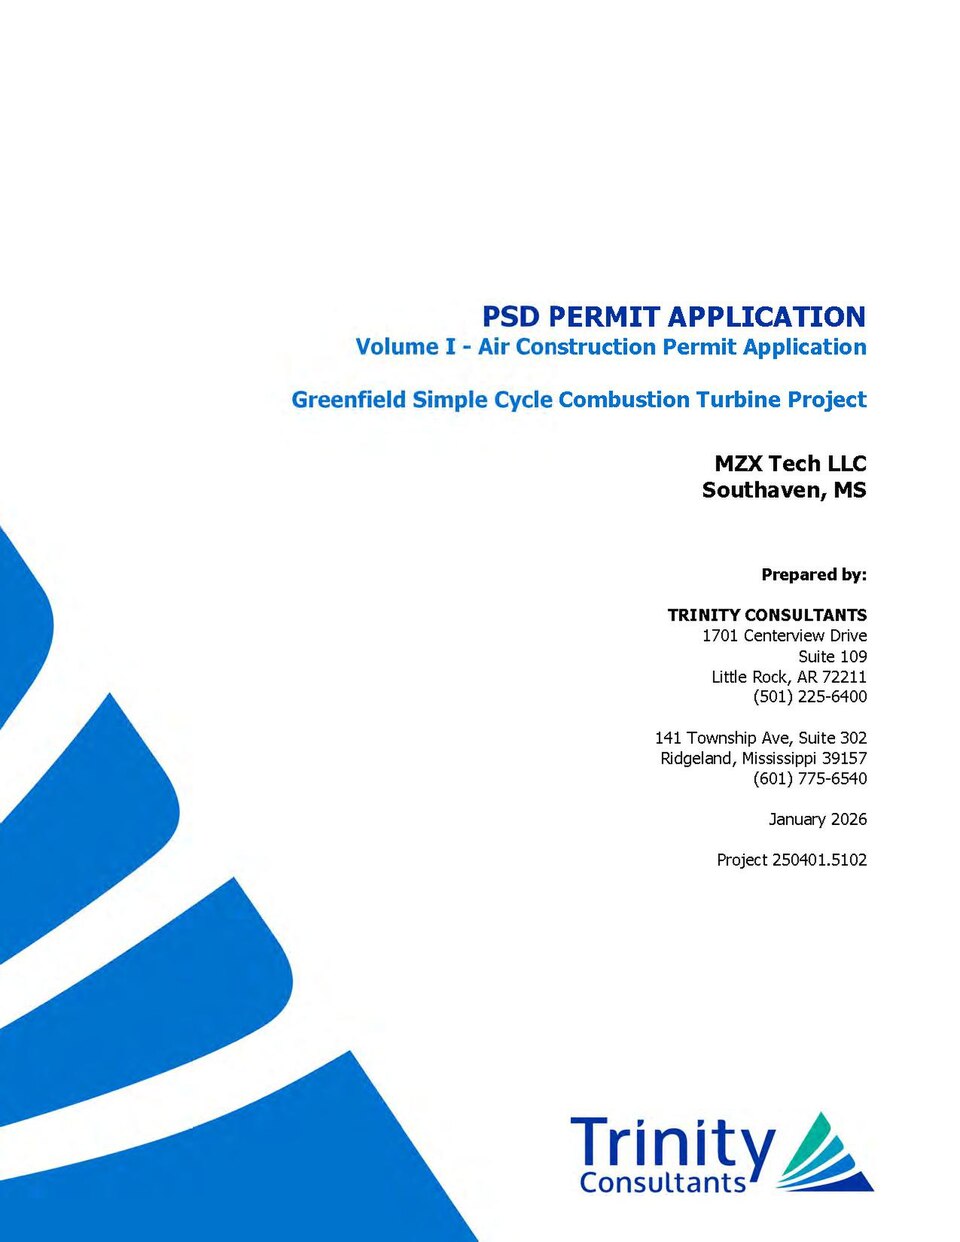 PSD PERMIT APPLICATION
Volume I - Air Construction Permit Application
Greenfield Simple Cycle Combustion Turbine Project
MZX Tech LLC
Southaven, MS
Prepared by:
TRINITY CONSULTANTS
1701 Centerview Drive
Suite 109
Little Rock, AR 72211
(501) 225-6400
141 Township Ave, Suite 302
Ridgeland, Mississippi 39157
(601) 775-6540
January 2026
Project 250401.5102
Trinity
Consultants